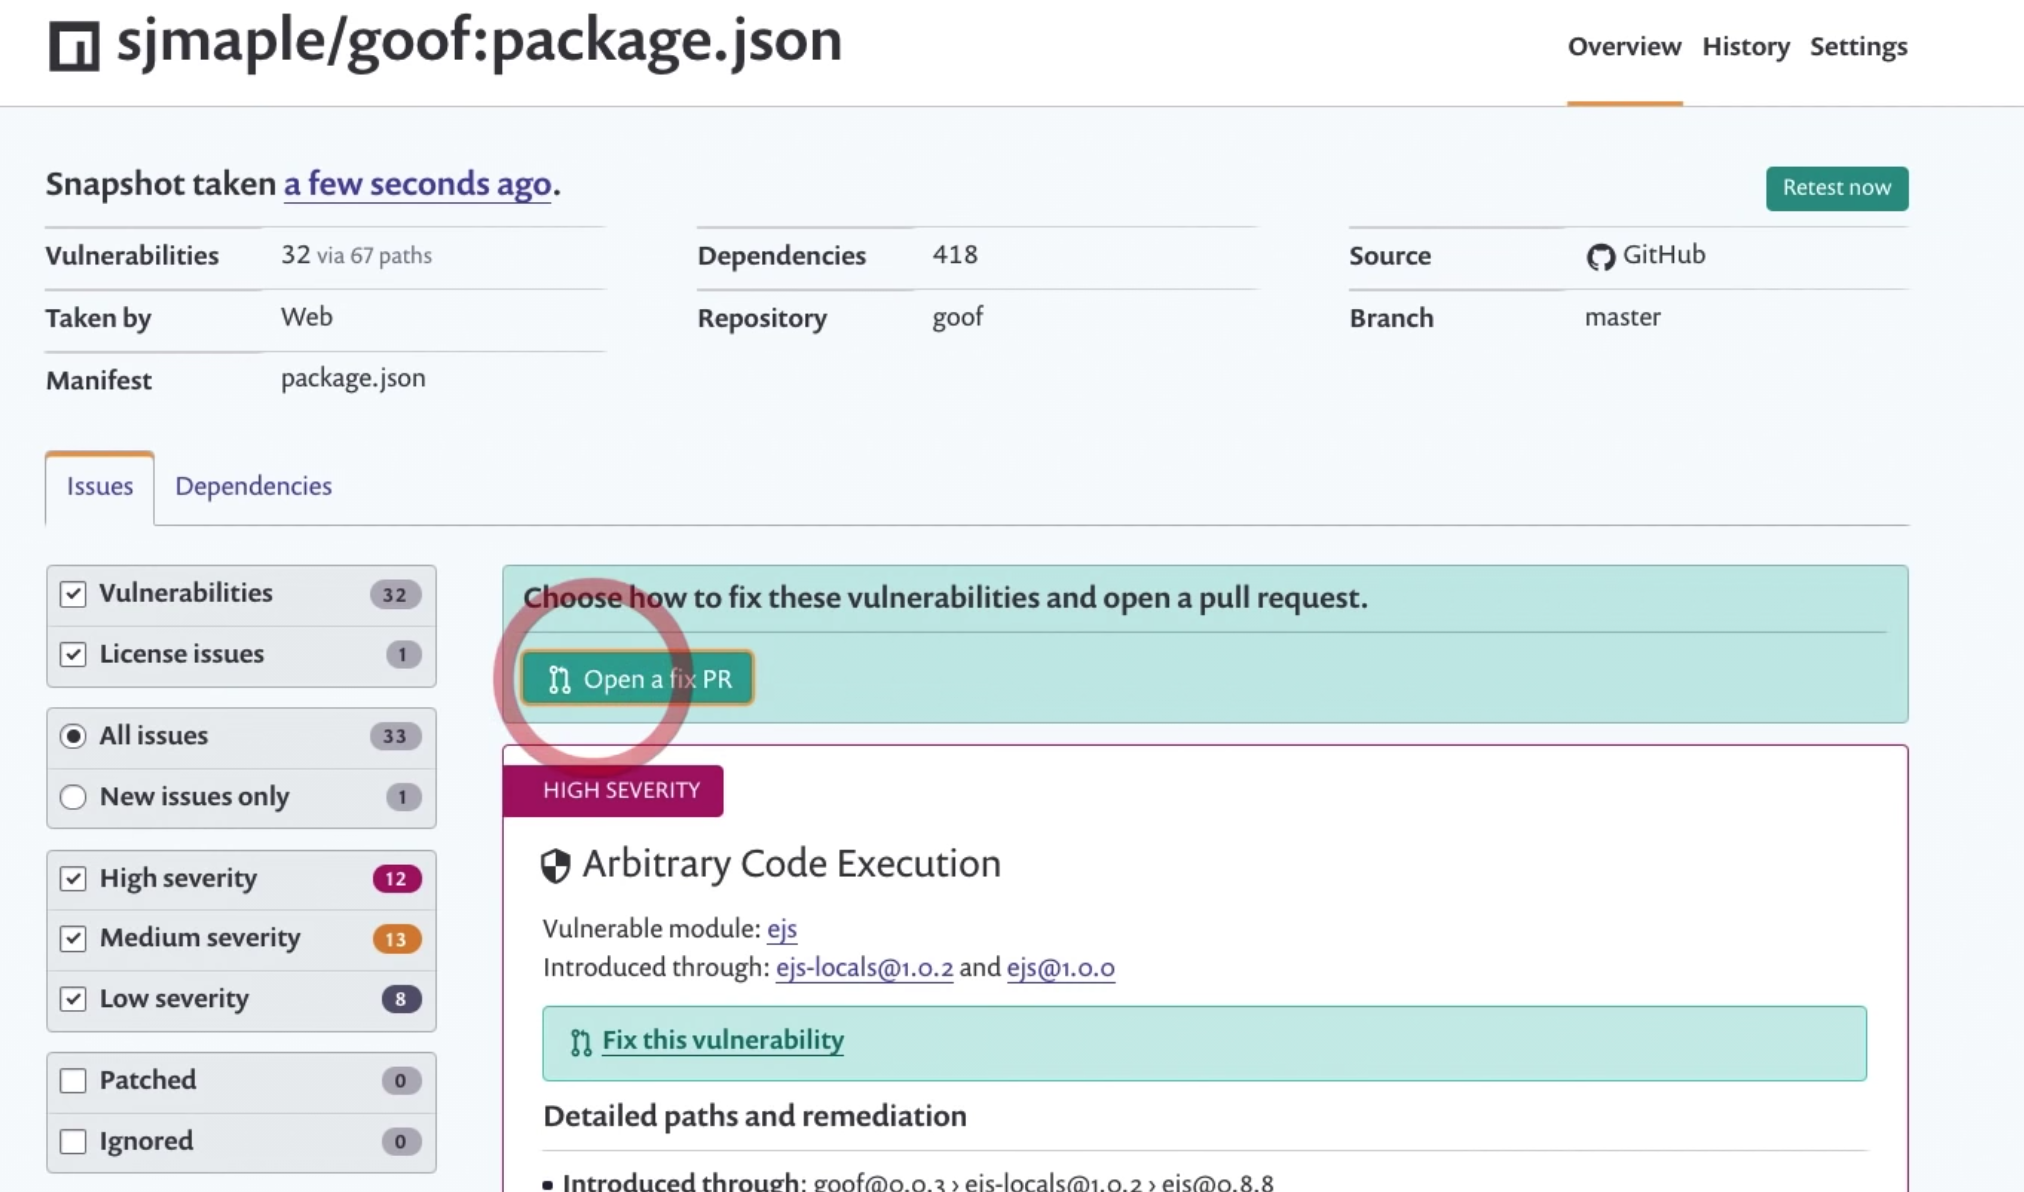 sjmaple/goof:package.json
Overview History Settings
Snapshot taken a few seconds ago.
Retest now
Vulnerabilities 32 via 67 paths
Dependencies 418
Source GitHub
Taken by Web
Repository goof
Branch master
Manifest package.json
Issues Dependencies
Vulnerabilities 32
License issues 1
All issues 33
New issues only 1
High severity 12
Medium severity 13
Low severity 8
Patched 0
Ignored 0
Choose how to fix these vulnerabilities and open a pull request.
Open a fix PR
HIGH SEVERITY
Arbitrary Code Execution
Vulnerable module: ejs
Introduced through: ejs-locals@1.0.2 and ejs@1.0.0
Fix this vulnerability
Detailed paths and remediation
Introduced through: goof@0.0.3 › ejs-locals@1.0.2 › ejs@0.8.8